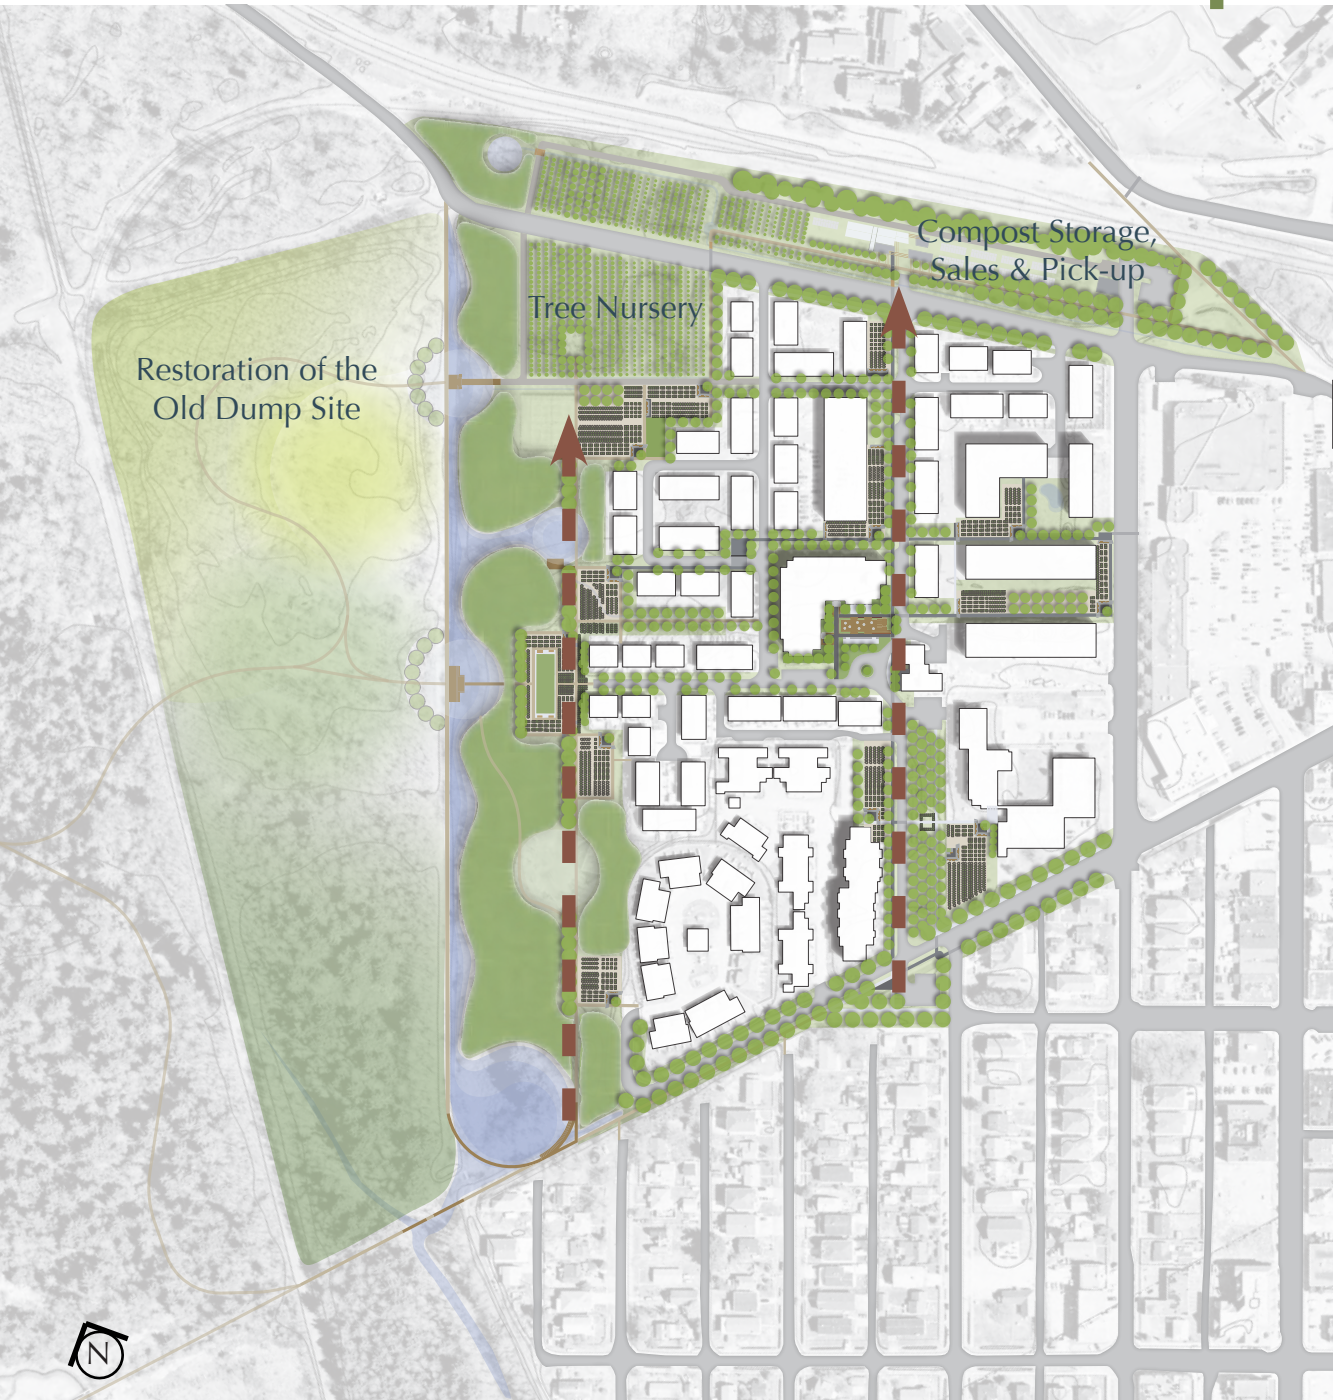 Compost Storage,
Sales & Pick-up
Tree Nursery
Restoration of the
Old Dump Site
N